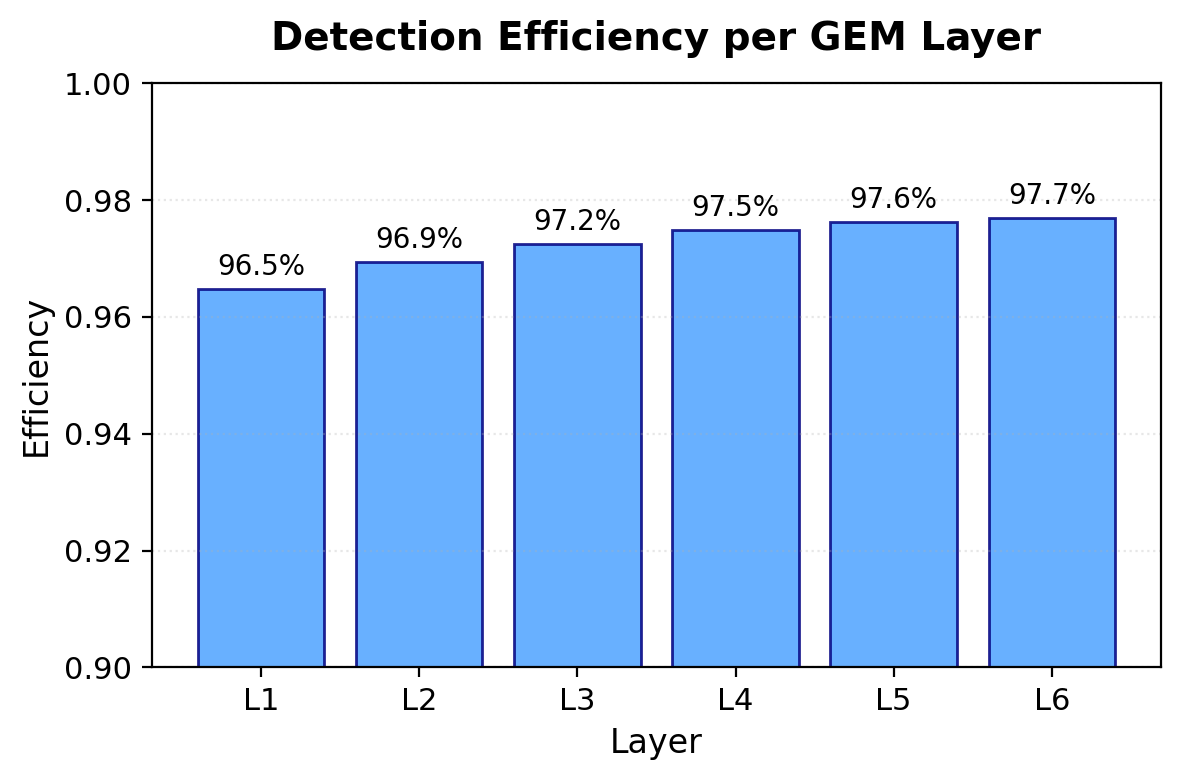 Detection Efficiency per GEM Layer
1.00
0.98
0.96
0.94
0.92
0.90
Efficiency
96.5%
96.9%
97.2%
97.5%
97.6%
97.7%
L1
L2
L3
L4
L5
L6
Layer